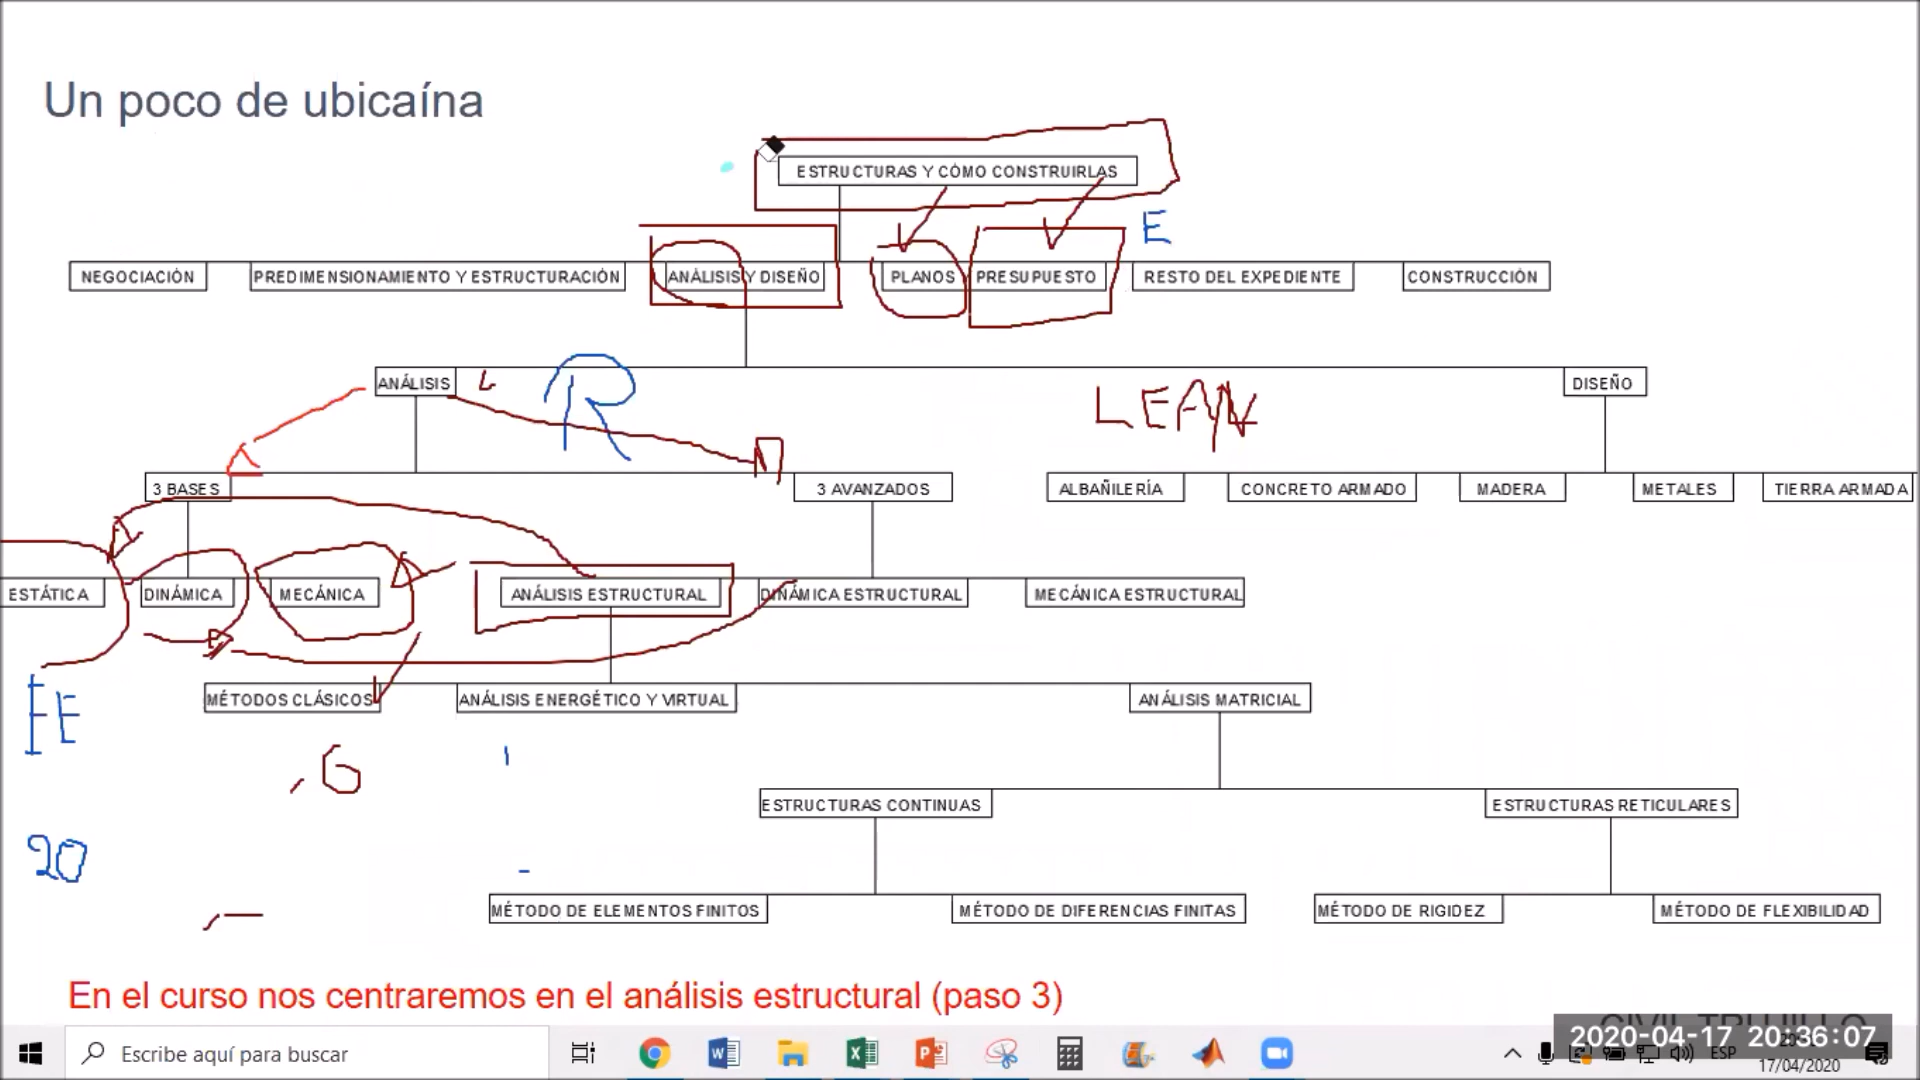 Un poco de ubicaína
ESTRUCTURAS Y CÓMO CONSTRUIRLAS
E
NEGOCIACIÓN PREDIMENSIONAMIENTO Y ESTRUCTURACIÓN ANÁLISIS Y DISEÑO PLANOS PRESUPUESTO RESTO DEL EXPEDIENTE CONSTRUCCIÓN
ANÁLISIS R LEAN DISEÑO
3 BASES 3 AVANZADOS ALBAÑILERÍA CONCRETO ARMADO MADERA METALES TIERRA ARMADA
ESTÁTICA DINÁMICA MECÁNICA ANÁLISIS ESTRUCTURAL DINÁMICA ESTRUCTURAL MECÁNICA ESTRUCTURAL
MÉTODOS CLÁSICOS ANÁLISIS ENERGÉTICO Y VIRTUAL ANÁLISIS MATRICIAL
6
ESTRUCTURAS CONTINUAS ESTRUCTURAS RETICULARES
20
MÉTODO DE ELEMENTOS FINITOS MÉTODO DE DIFERENCIAS FINITAS MÉTODO DE RIGIDEZ MÉTODO DE FLEXIBILIDAD
En el curso nos centraremos en el análisis estructural (paso 3)
CIVIL TRUJILLO
Escribe aquí para buscar
2020-04-17 20:36:07
ESP
17/04/2020